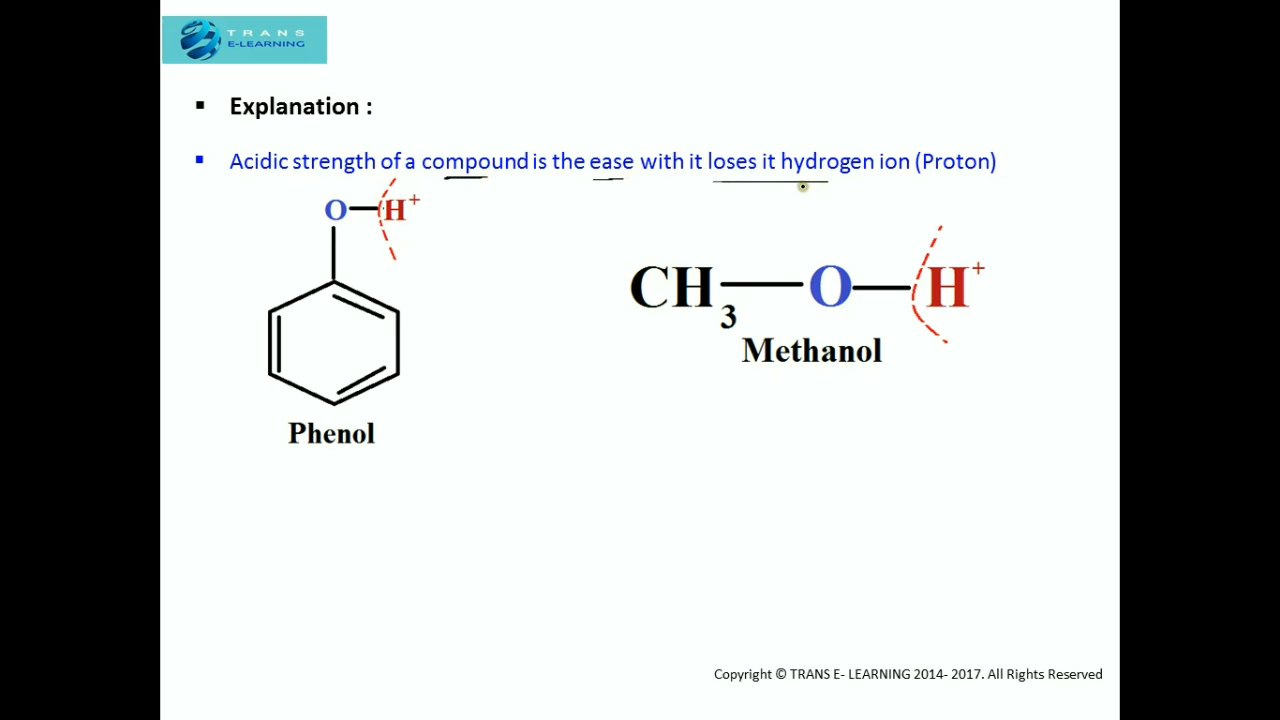 TRANS
E-LEARNING
▪ Explanation :
▪ Acidic strength of a compound is the ease with it loses it hydrogen ion (Proton)
O—H⁺
Phenol
CH₃—O—H⁺
Methanol
Copyright © TRANS E- LEARNING 2014- 2017. All Rights Reserved